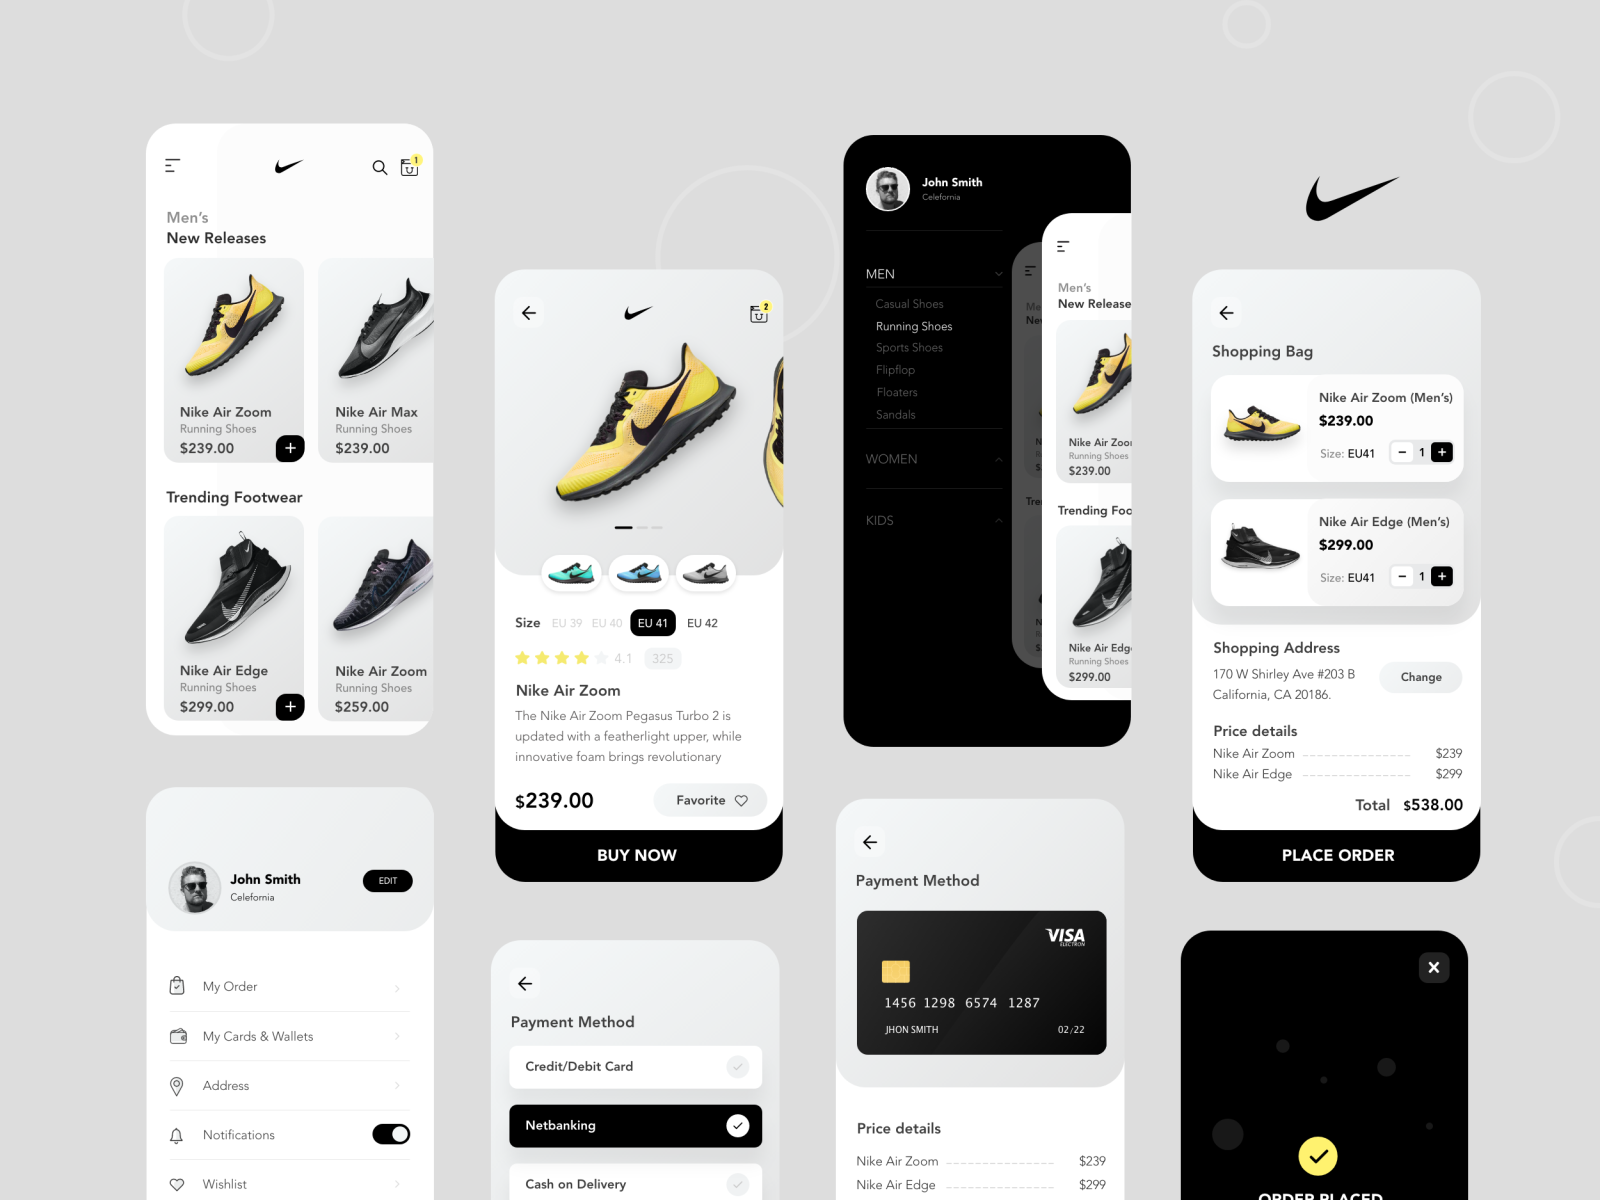 1
Men's
New Releases
Nike Air Zoom
Running Shoes
$239.00
+
Nike Air Max
Running Shoes
$239.00
Trending Footwear
Nike Air Edge
Running Shoes
$299.00
+
Nike Air Zoom
Running Shoes
$259.00
John Smith
Celefornia
EDIT
My Order
My Cards & Wallets
Address
Notifications
Wishlist
2
Size EU 39 EU 40 EU 41 EU 42
4.1 325
Nike Air Zoom
The Nike Air Zoom Pegasus Turbo 2 is
updated with a featherlight upper, while
innovative foam brings revolutionary
$239.00
Favorite
BUY NOW
Payment Method
Credit/Debit Card
Netbanking
Cash on Delivery
John Smith
Celefornia
MEN
Casual Shoes
Running Shoes
Sports Shoes
Flipflop
Floaters
Sandals
WOMEN
KIDS
Me
Ne
N
R
$
Tre
N
R
$
Men's
New Release
Nike Air Zoo
Running Shoes
$239.00
Trending Foo
Nike Air Edg
Running Shoes
$299.00
Payment Method
VISA
ELECTRON
1456 1298 6574 1287
JHON SMITH 02/22
Price details
Nike Air Zoom $239
Nike Air Edge $299
Shopping Bag
Nike Air Zoom (Men's)
$239.00
Size: EU41 − 1 +
Nike Air Edge (Men's)
$299.00
Size: EU41 − 1 +
Shopping Address
170 W Shirley Ave #203 B
California, CA 20186.
Change
Price details
Nike Air Zoom $239
Nike Air Edge $299
Total $538.00
PLACE ORDER
X
ORDER PLACED